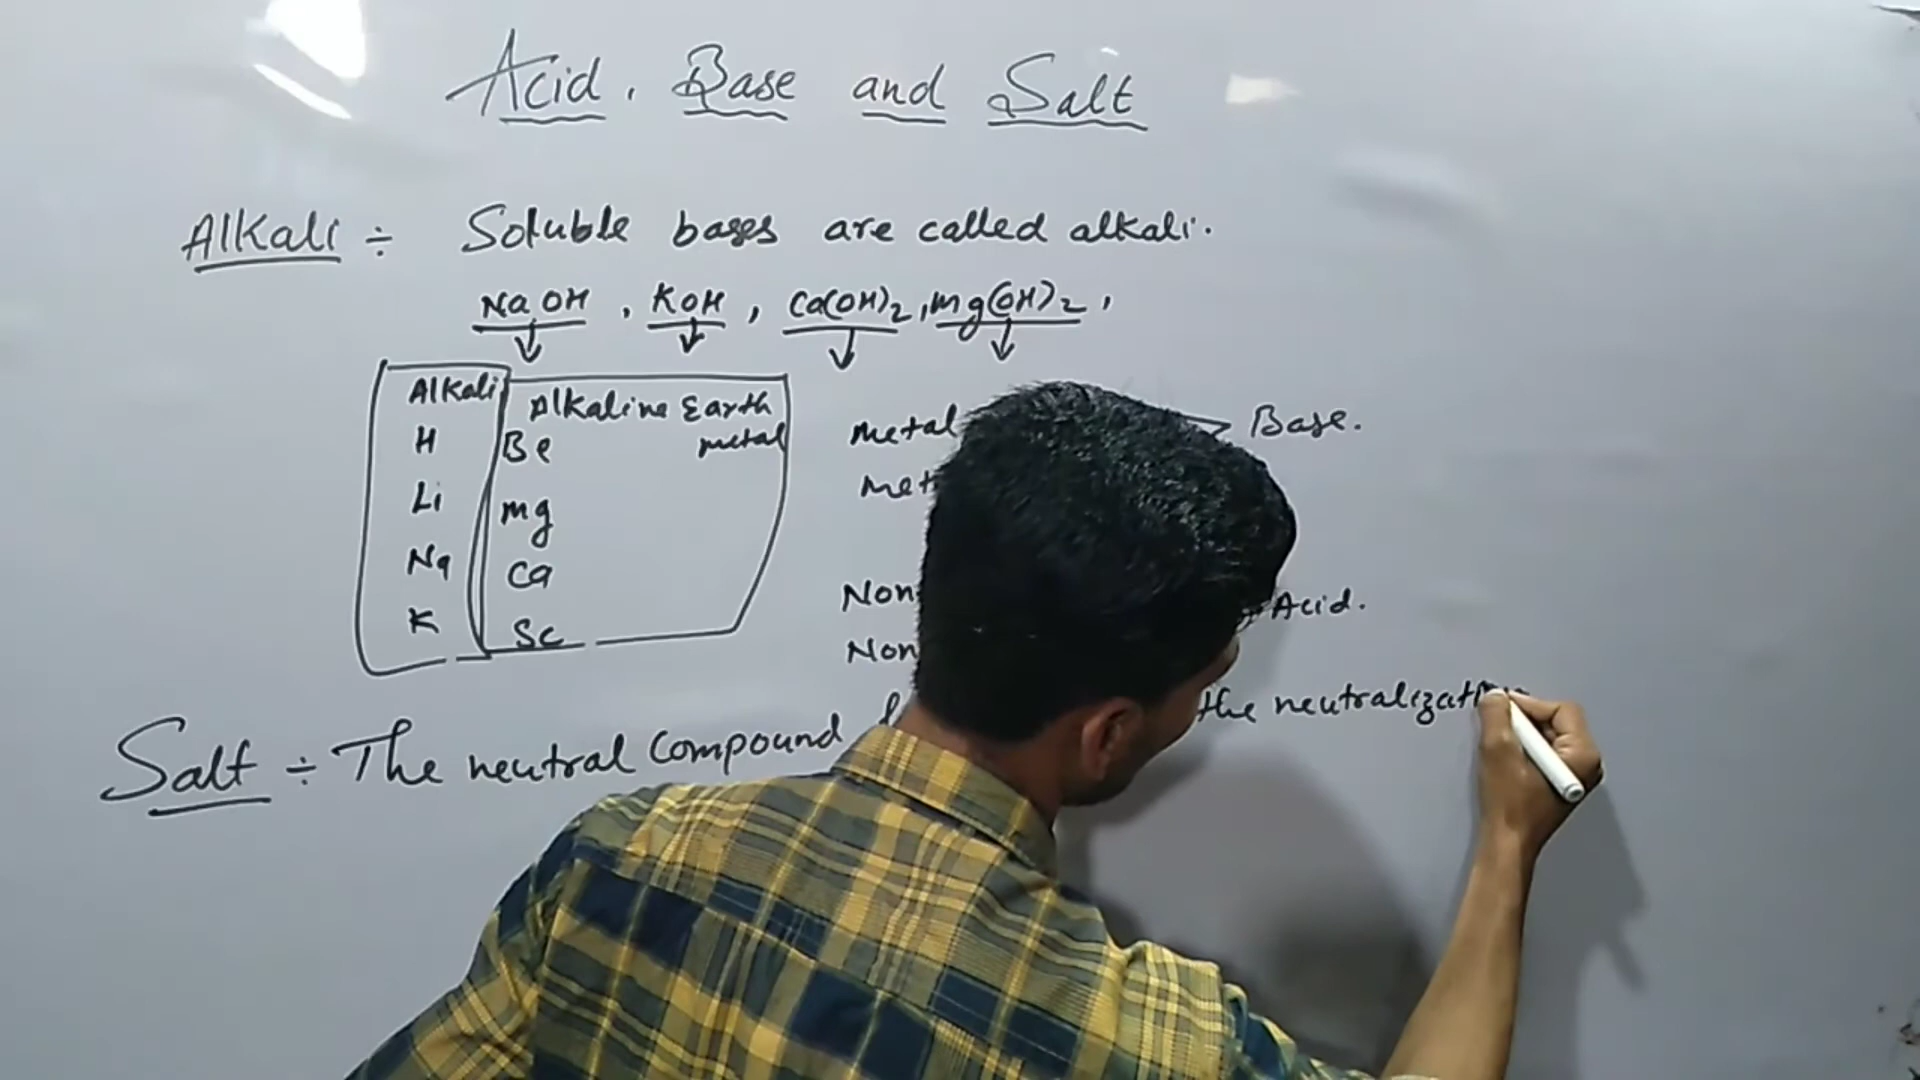 Acid, Base and Salt
Alkali ÷ Soluble bases are called alkali.
NaOH, KOH, Ca(OH)2, Mg(OH)2,
Alkali
H
Li
Na
K
Alkaline Earth
metal
Be
Mg
Ca
Sc
Metal
Base.
Met
Non
Acid.
Non
Salt ÷ The neutral compound the neutralization